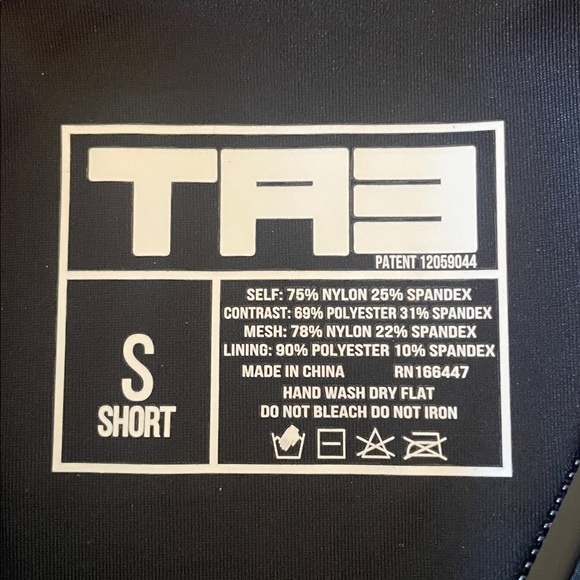 TA3
PATENT 12059044
S
SHORT
SELF: 75% NYLON 25% SPANDEX
CONTRAST: 69% POLYESTER 31% SPANDEX
MESH: 78% NYLON 22% SPANDEX
LINING: 90% POLYESTER 10% SPANDEX
MADE IN CHINA RN166447
HAND WASH DRY FLAT
DO NOT BLEACH DO NOT IRON